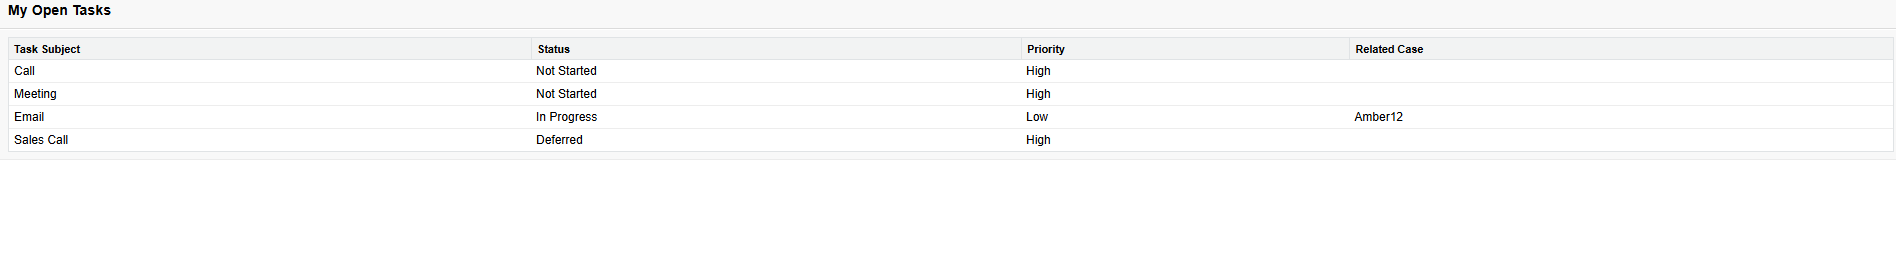 My Open Tasks
Task Subject Status Priority Related Case
Call Not Started High
Meeting Not Started High
Email In Progress Low Amber12
Sales Call Deferred High